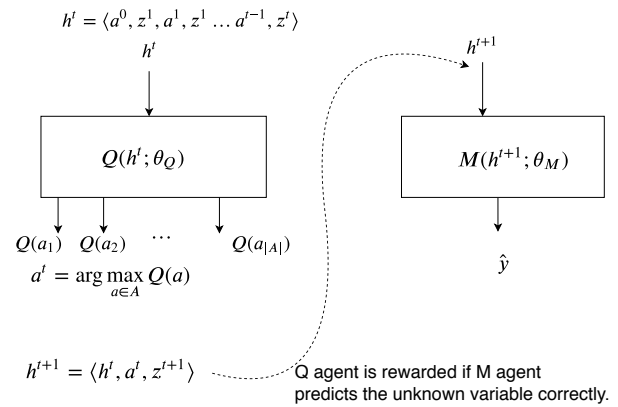 h^t = ⟨a^0, z^1, a^1, z^1 … a^{t−1}, z^t⟩
h^t
Q(h^t; θ_Q)
Q(a_1) Q(a_2) … Q(a_{|A|})
a^t = arg max_{a∈A} Q(a)
h^{t+1} = ⟨h^t, a^t, z^{t+1}⟩
h^{t+1}
M(h^{t+1}; θ_M)
ŷ
Q agent is rewarded if M agent
predicts the unknown variable correctly.